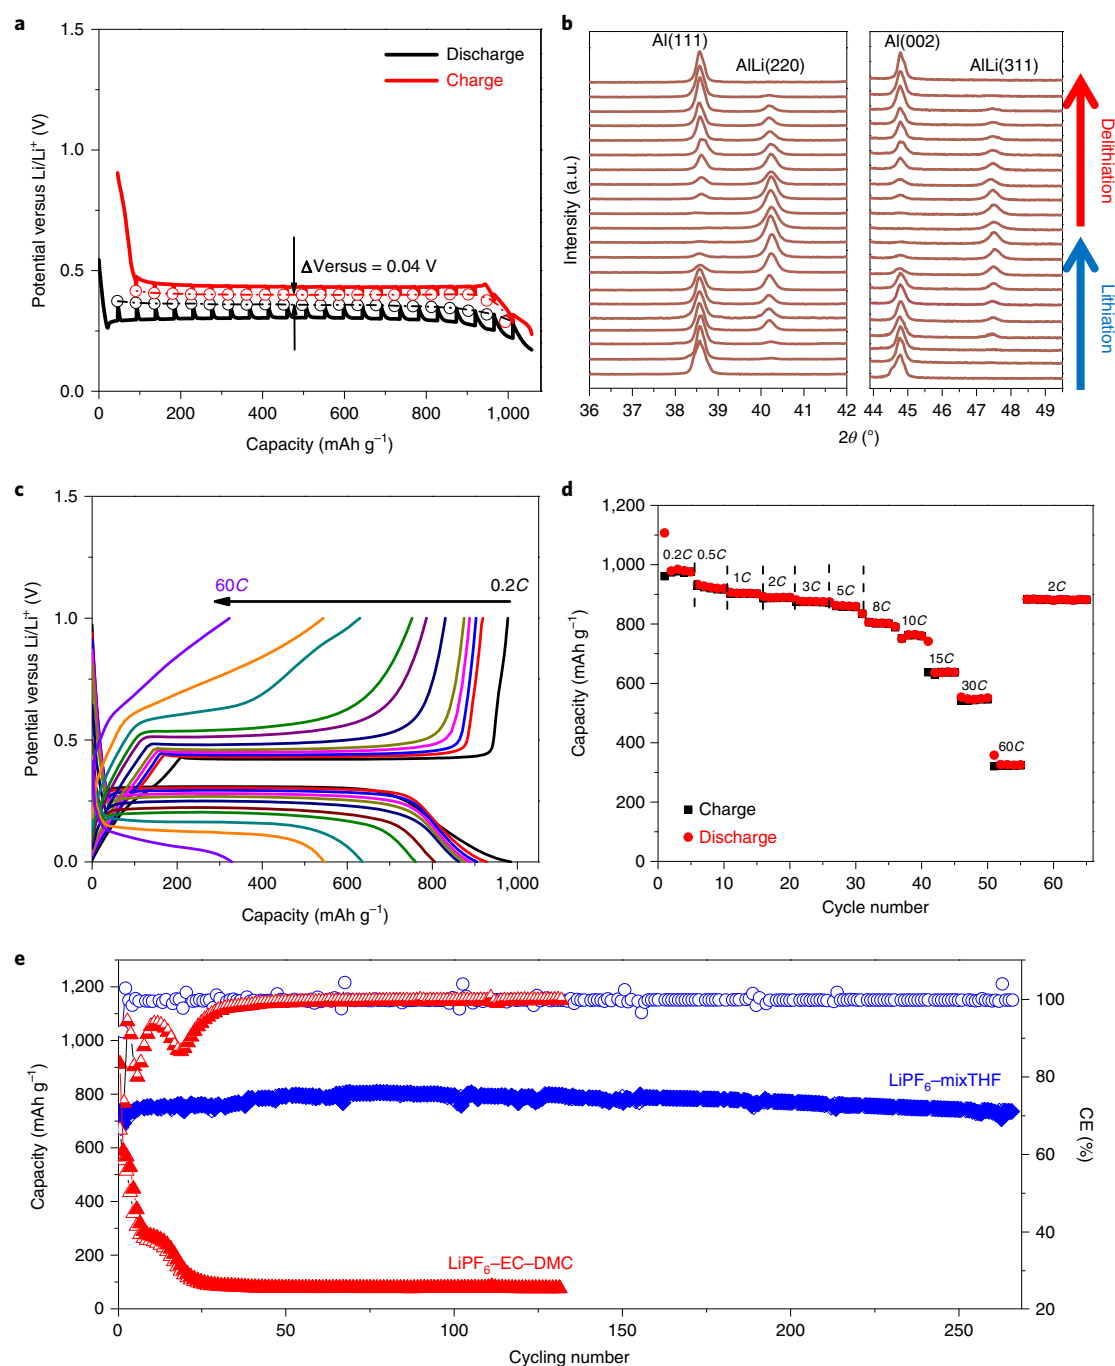 a
1.5
1.0
0.5
0.0
Potential versus Li/Li⁺ (V)
Discharge
Charge
ΔVersus = 0.04 V
0
200
400
600
800
1,000
Capacity (mAh g⁻¹)
b
Intensity (a.u.)
Al(111)
AlLi(220)
Al(002)
AlLi(311)
Delithiation
Lithiation
36
37
38
39
40
41
42
44
45
46
47
48
49
2θ (°)
c
1.5
1.0
0.5
0.0
Potential versus Li/Li⁺ (V)
60C
0.2C
0
200
400
600
800
1,000
Capacity (mAh g⁻¹)
d
1,200
1,000
800
600
400
200
0
Capacity (mAh g⁻¹)
0.2C 0.5C
1C
2C
3C
5C
8C
10C
15C
30C
60C
2C
Charge
Discharge
0
10
20
30
40
50
60
Cycle number
e
1,200
1,000
800
600
400
200
0
Capacity (mAh g⁻¹)
LiPF₆–mixTHF
LiPF₆–EC–DMC
100
80
60
40
20
CE (%)
0
50
100
150
200
250
Cycling number